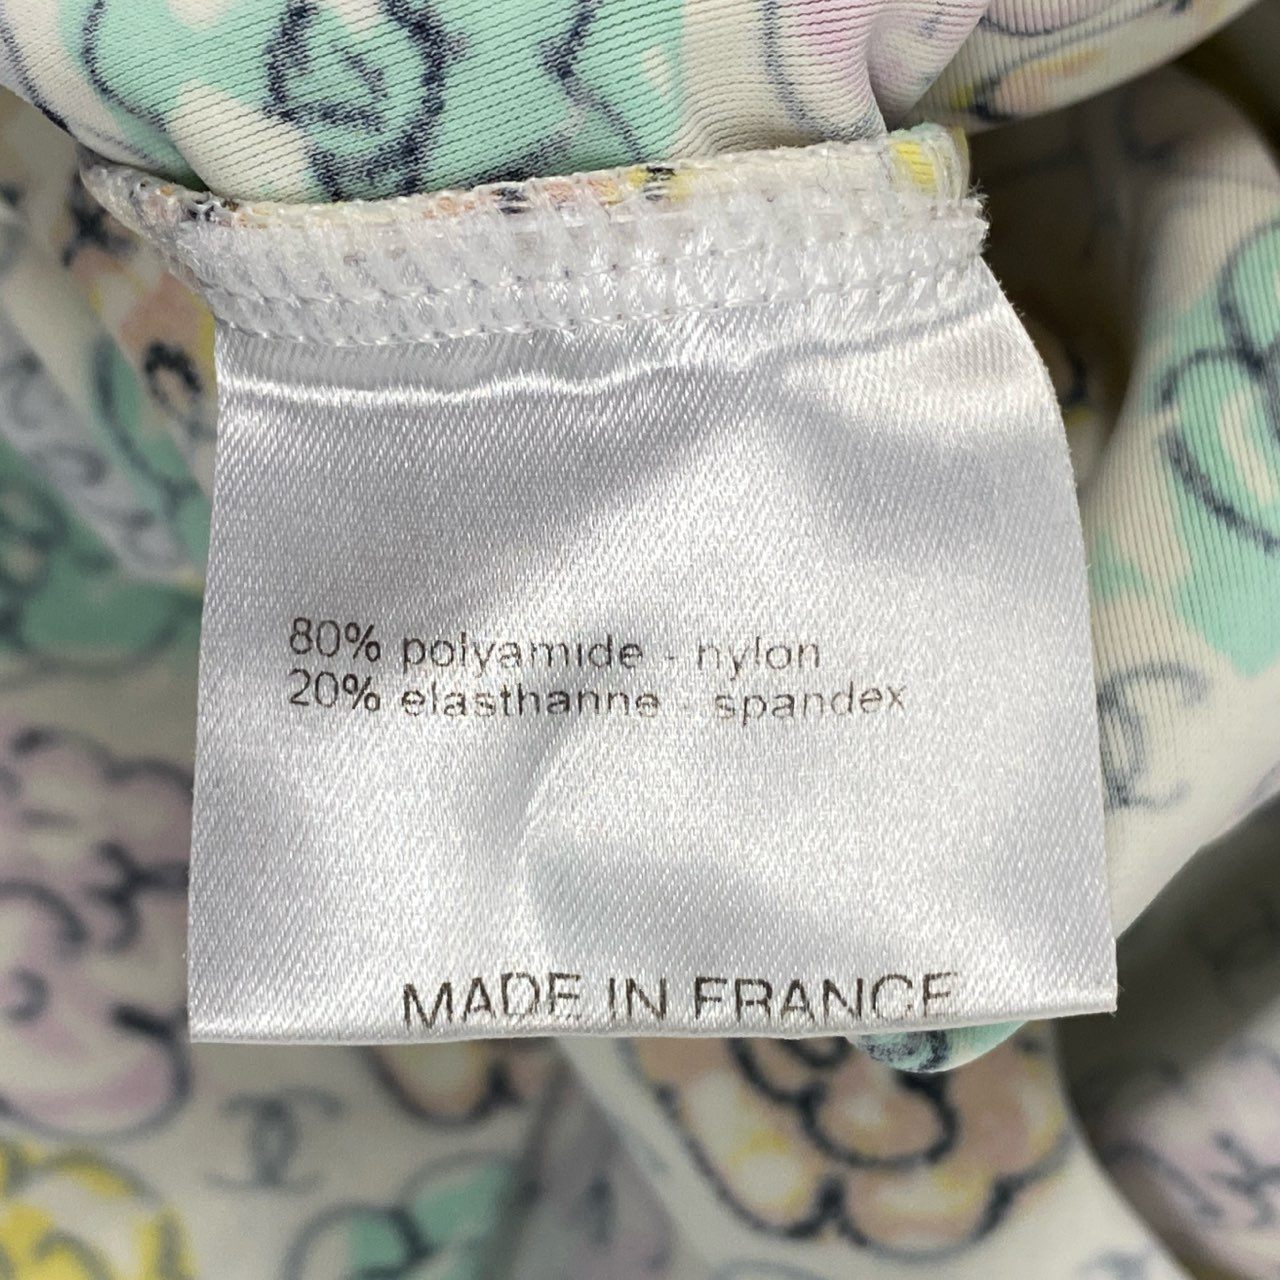 80% polyamide - nylon
20% elasthanne - spandex
MADE IN FRANCE